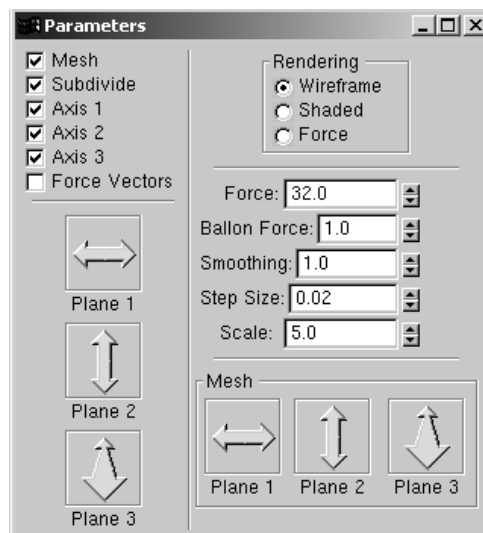 Parameters
Mesh
Subdivide
Axis 1
Axis 2
Axis 3
Force Vectors
Plane 1
Plane 2
Plane 3
Rendering
Wireframe
Shaded
Force
Force: 32.0
Ballon Force: 1.0
Smoothing: 1.0
Step Size: 0.02
Scale: 5.0
Mesh
Plane 1 Plane 2 Plane 3